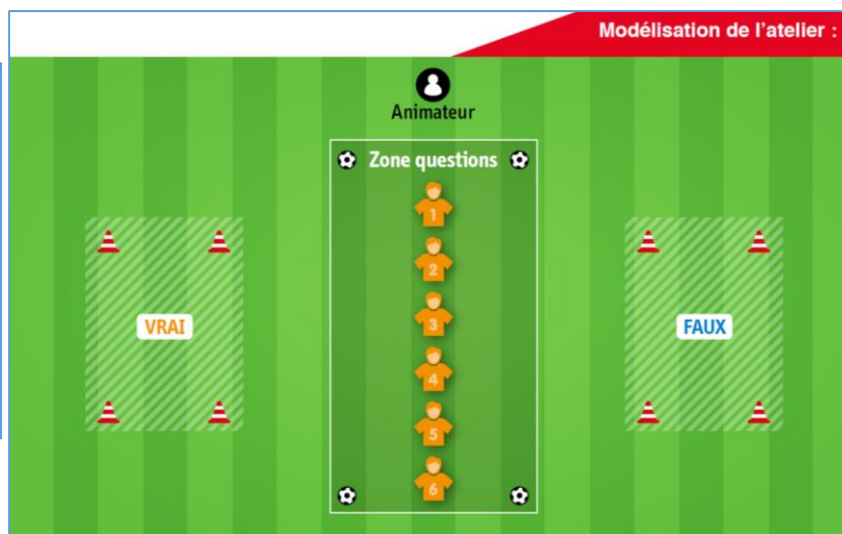 Modélisation de l'atelier :
Animateur
Zone questions
1
2
3
4
5
6
VRAI
FAUX